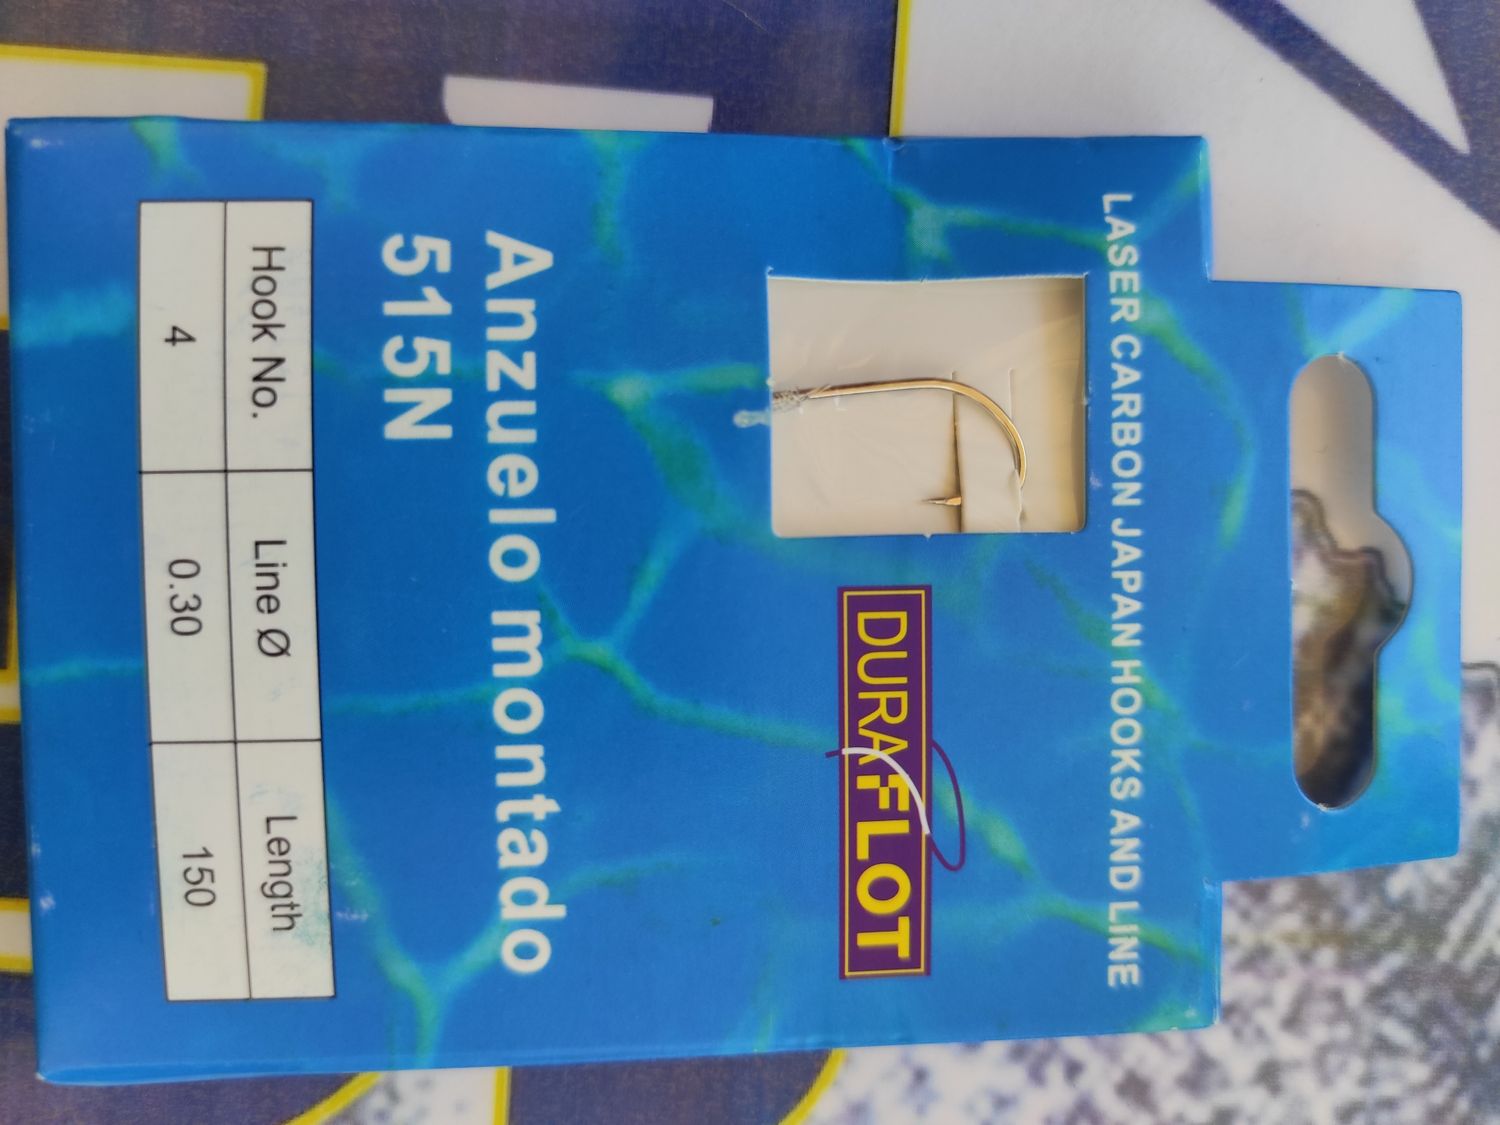 LASER CARBON JAPAN HOOKS AND LINE
DURAFLOT
Anzuelo montado
515N
Hook No. Line Ø Length
4 0.30 150